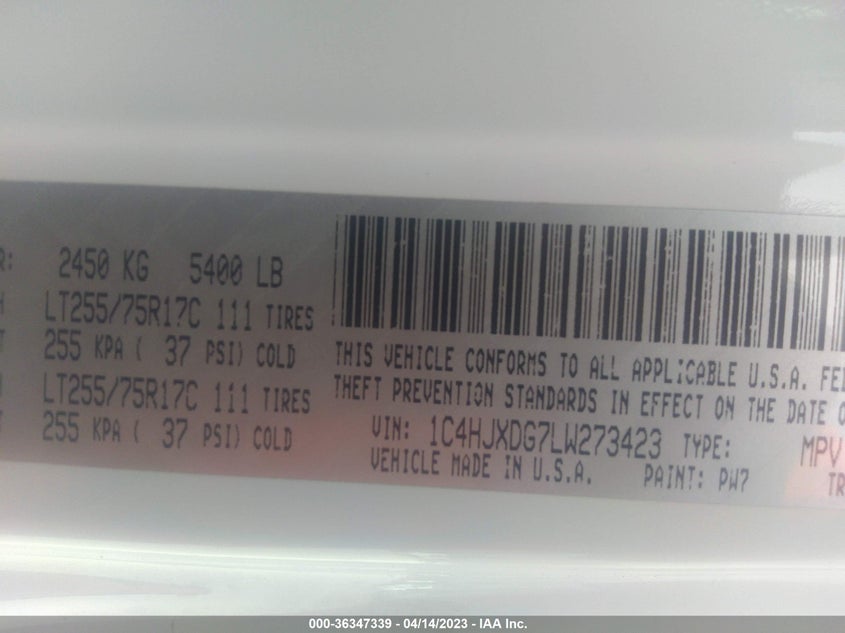 R: 2450 KG 5400 LB
H LT255/75R17C 111 TIRES
T 255 KPA ( 37 PSI) COLD
LT255/75R17C 111 TIRES
T 255 KPA ( 37 PSI) COLD
THIS VEHICLE CONFORMS TO ALL APPLICABLE U.S.A. FED
THEFT PREVENTION STANDARDS IN EFFECT ON THE DATE O
VIN: 1C4HJXDG7LW273423 TYPE: MPV
VEHICLE MADE IN U.S.A. PAINT: PW7 TR
000-36347339 - 04/14/2023 - IAA Inc.